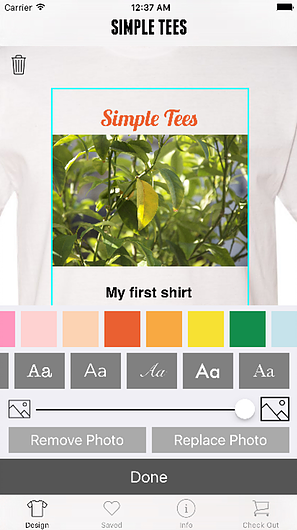 Carrier 12:37 AM
SIMPLE TEES
Simple Tees
My first shirt
Aa Aa Aa Aa Aa
Remove Photo Replace Photo
Done
Design Saved Info Check Out